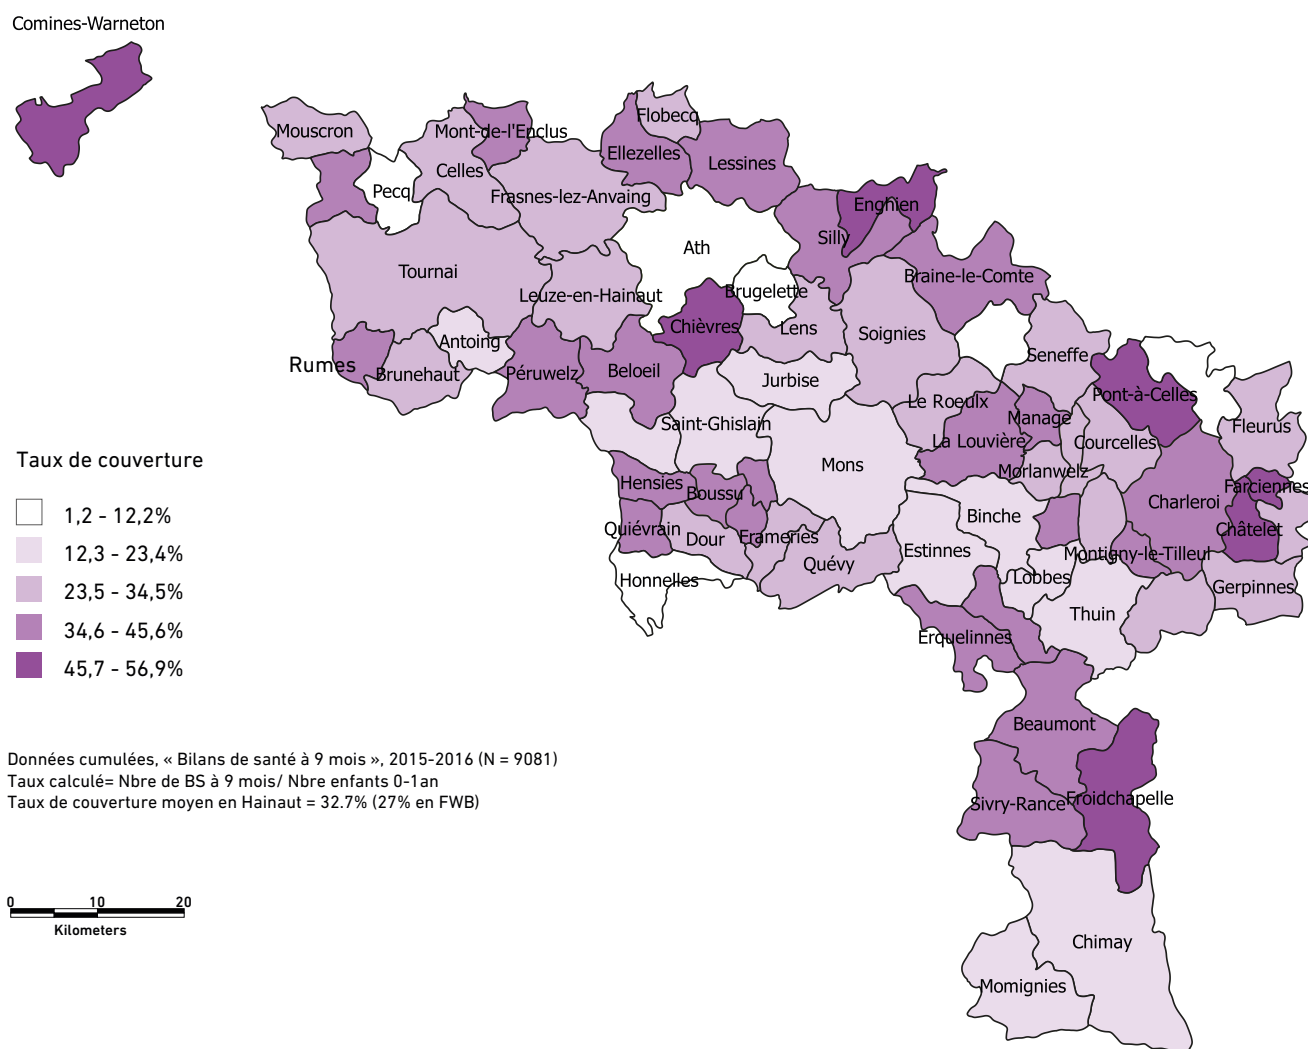 Comines-Warneton
Mouscron
Mont-de-l'Enclus
Flobecq
Ellezelles
Lessines
Celles
Pecq
Frasnes-lez-Anvaing
Enghien
Silly
Ath
Tournai
Braine-le-Comte
Leuze-en-Hainaut
Brugelette
Chièvres
Lens
Soignies
Antoing
Seneffe
Rumes
Brunehaut
Péruwelz
Beloeil
Jurbise
Pont-à-Celles
Le Roeulx
Manage
Saint-Ghislain
Fleurus
La Louvière
Courcelles
Mons
Morlanwelz
Hensies
Boussu
Farciennes
Charleroi
Binche
Quiévrain
Dour
Frameries
Châtelet
Estinnes
Montigny-le-Tilleul
Quévy
Honnelles
Lobbes
Gerpinnes
Thuin
Erquelinnes
Beaumont
Sivry-Rance
Froidchapelle
Chimay
Momignies
Taux de couverture
1,2 - 12,2%
12,3 - 23,4%
23,5 - 34,5%
34,6 - 45,6%
45,7 - 56,9%
Données cumulées, « Bilans de santé à 9 mois », 2015-2016 (N = 9081)
Taux calculé= Nbre de BS à 9 mois/ Nbre enfants 0-1an
Taux de couverture moyen en Hainaut = 32.7% (27% en FWB)
0 10 20
Kilometers